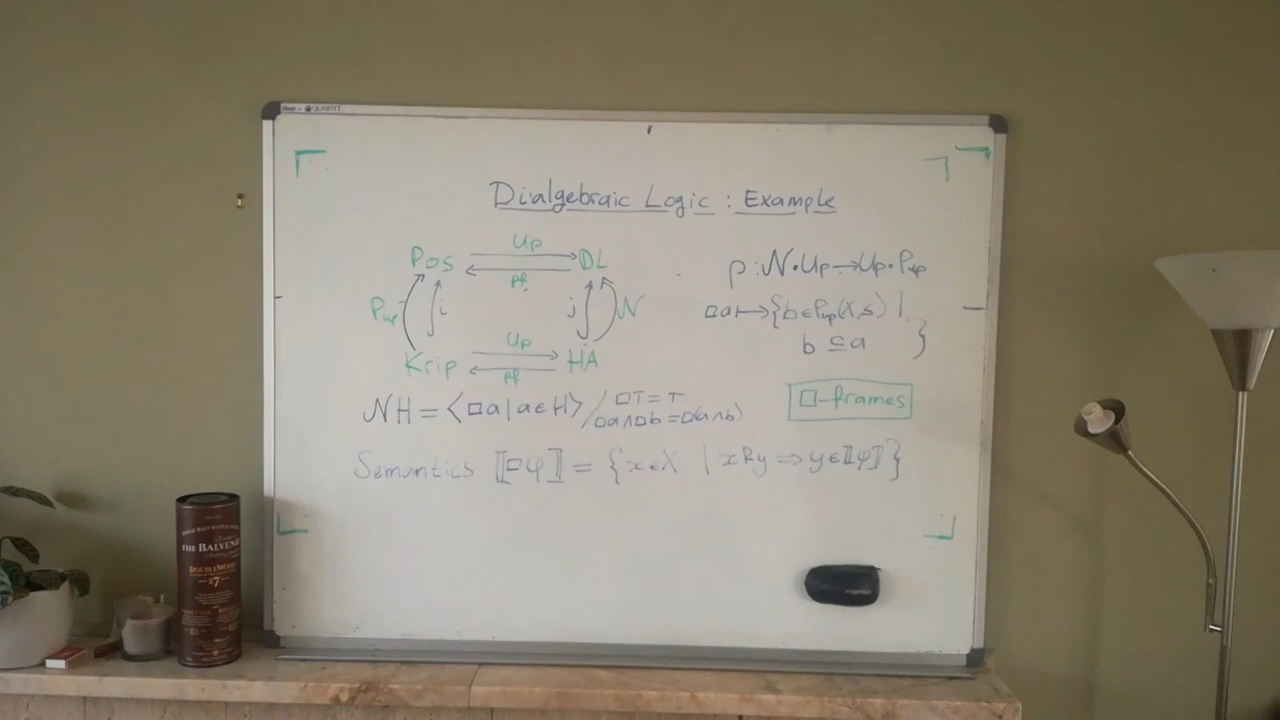 QUARTET
Dialgebraic Logic : Example
Pos Up DL
pf
Pup i j N
Krip Up HA
pf
ρ : N∘Up → Up∘Pup
□a ↦ {b ∈ Pup(X,≤) |
b ⊆ a }
□-frames
NH = ⟨□a | a ∈ H⟩ / □⊤ = ⊤
□a ∧ □b = □(a∧b)
Semantics ⟦□φ⟧ = {x ∈ X | xRy ⇒ y ∈ ⟦φ⟧}
THE BALVENIE
DOUBLEWOOD
17